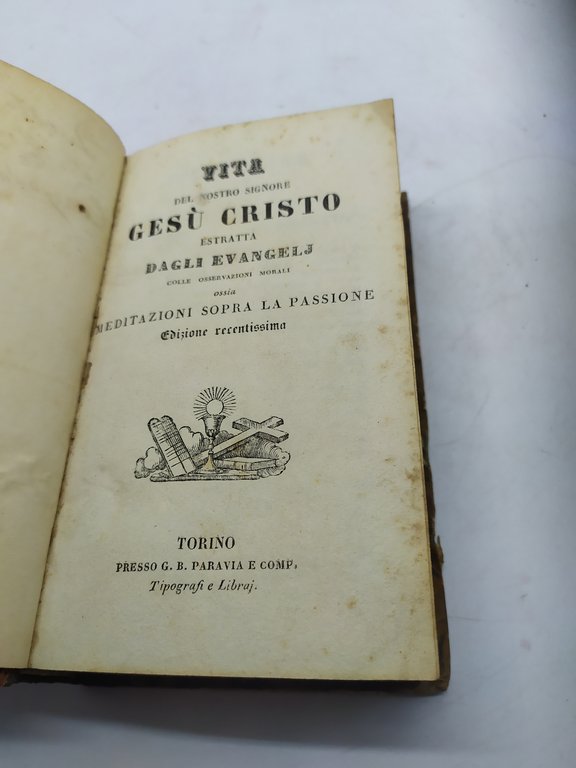 VITA
DEL NOSTRO SIGNORE
GESÙ CRISTO
ESTRATTA
DAGLI EVANGELJ
COLLE OSSERVAZIONI MORALI
ossia
MEDITAZIONI SOPRA LA PASSIONE
Edizione recentissima
TORINO
PRESSO G. B. PARAVIA E COMP.
Tipografi e Libraj.